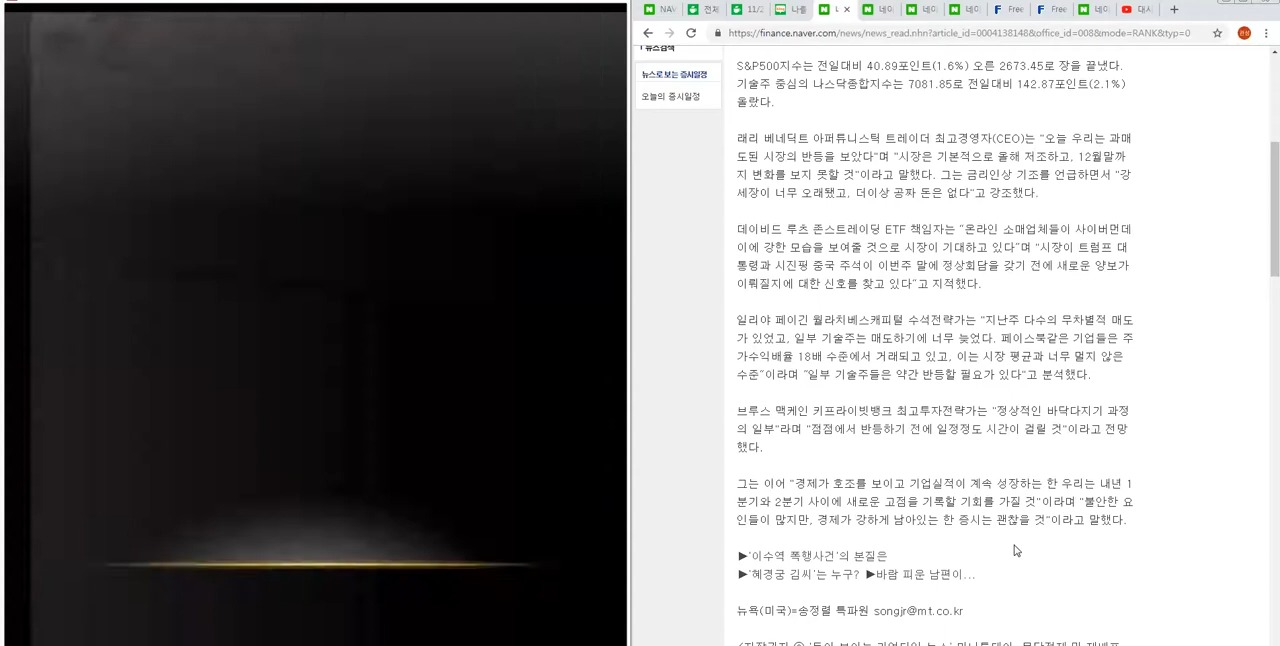 NAV
전체
11/2
나를
네이
네이
네이
Free
Free
네이
대시
https://finance.naver.com/news/news_read.nhn?article_id=0004138148&office_id=008&mode=RANK&typ=0
뉴스검색
뉴스로 보는 증시일정
오늘의 증시일정
S&P500지수는 전일대비 40.89포인트(1.6%) 오른 2673.45로 장을 끝냈다.
기술주 중심의 나스닥종합지수는 7081.85로 전일대비 142.87포인트(2.1%)
올랐다.
래리 베네딕트 아퍼튜니스틱 트레이더 최고경영자(CEO)는 "오늘 우리는 과매
도된 시장의 반등을 보았다"며 "시장은 기본적으로 올해 저조하고, 12월말까
지 변화를 보지 못할 것"이라고 말했다. 그는 금리인상 기조를 언급하면서 "강
세장이 너무 오래됐고, 더이상 공짜 돈은 없다"고 강조했다.
데이비드 루츠 존스트레이딩 ETF 책임자는 "온라인 소매업체들이 사이버먼데
이에 강한 모습을 보여줄 것으로 시장이 기대하고 있다"며 "시장이 트럼프 대
통령과 시진핑 중국 주석이 이번주 말에 정상회담을 갖기 전에 새로운 양보가
이뤄질지에 대한 신호를 찾고 있다"고 지적했다.
일리야 페이긴 월라치베스캐피털 수석전략가는 "지난주 다수의 무차별적 매도
가 있었고, 일부 기술주는 매도하기에 너무 늦었다. 페이스북같은 기업들은 주
가수익배율 18배 수준에서 거래되고 있고, 이는 시장 평균과 너무 멀지 않은
수준"이라며 "일부 기술주들은 약간 반등할 필요가 있다"고 분석했다.
브루스 맥케인 키프라이빗뱅크 최고투자전략가는 "정상적인 바닥다지기 과정
의 일부"라며 "점점에서 반등하기 전에 일정정도 시간이 걸릴 것"이라고 전망
했다.
그는 이어 "경제가 호조를 보이고 기업실적이 계속 성장하는 한 우리는 내년 1
분기와 2분기 사이에 새로운 고점을 기록할 기회를 가질 것"이라며 "불안한 요
인들이 많지만, 경제가 강하게 남아있는 한 증시는 괜찮을 것"이라고 말했다.
▶'이수역 폭행사건'의 본질은
▶'혜경궁 김씨'는 누구? ▶바람 피운 남편이...
뉴욕(미국)=송정렬 특파원 songjr@mt.co.kr